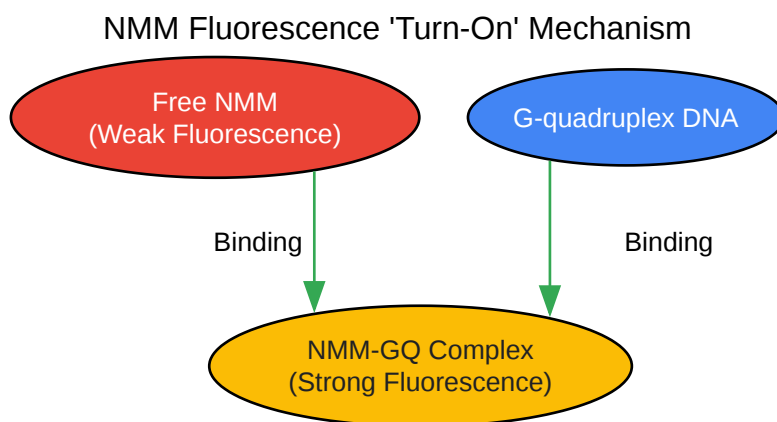 NMM Fluorescence 'Turn-On' Mechanism
Free NMM
(Weak Fluorescence)
G-quadruplex DNA
Binding
Binding
NMM-GQ Complex
(Strong Fluorescence)